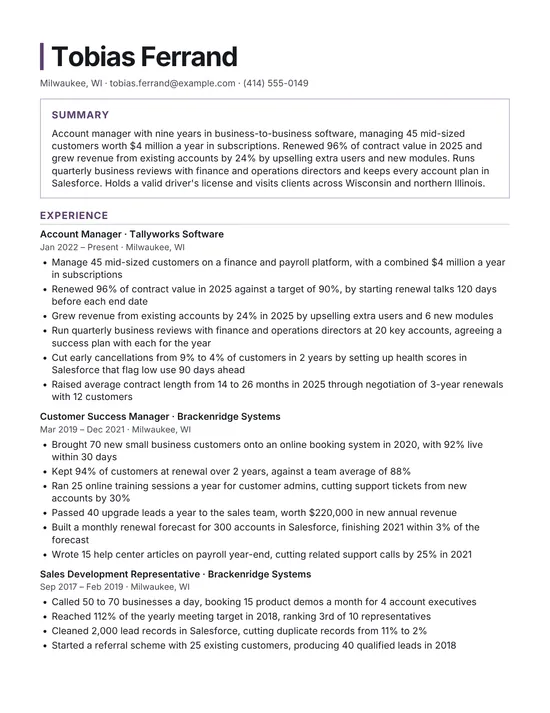 Tobias Ferrand
Milwaukee, WI · tobias.ferrand@example.com · (414) 555-0149
SUMMARY
Account manager with nine years in business-to-business software, managing 45 mid-sized
customers worth $4 million a year in subscriptions. Renewed 96% of contract value in 2025 and
grew revenue from existing accounts by 24% by upselling extra users and new modules. Runs
quarterly business reviews with finance and operations directors and keeps every account plan in
Salesforce. Holds a valid driver's license and visits clients across Wisconsin and northern Illinois.
EXPERIENCE
Account Manager · Tallyworks Software
Jan 2022 – Present · Milwaukee, WI
• Manage 45 mid-sized customers on a finance and payroll platform, with a combined $4 million a year
in subscriptions
• Renewed 96% of contract value in 2025 against a target of 90%, by starting renewal talks 120 days
before each end date
• Grew revenue from existing accounts by 24% in 2025 by upselling extra users and 6 new modules
• Run quarterly business reviews with finance and operations directors at 20 key accounts, agreeing a
success plan with each for the year
• Cut early cancellations from 9% to 4% of customers in 2 years by setting up health scores in
Salesforce that flag low use 90 days ahead
• Raised average contract length from 14 to 26 months in 2025 through negotiation of 3-year renewals
with 12 customers
Customer Success Manager · Brackenridge Systems
Mar 2019 – Dec 2021 · Milwaukee, WI
• Brought 70 new small business customers onto an online booking system in 2020, with 92% live
within 30 days
• Kept 94% of customers at renewal over 2 years, against a team average of 88%
• Ran 25 online training sessions a year for customer admins, cutting support tickets from new
accounts by 30%
• Passed 40 upgrade leads a year to the sales team, worth $220,000 in new annual revenue
• Built a monthly renewal forecast for 300 accounts in Salesforce, finishing 2021 within 3% of the
forecast
• Wrote 15 help center articles on payroll year-end, cutting related support calls by 25% in 2021
Sales Development Representative · Brackenridge Systems
Sep 2017 – Feb 2019 · Milwaukee, WI
• Called 50 to 70 businesses a day, booking 15 product demos a month for 4 account executives
• Reached 112% of the yearly meeting target in 2018, ranking 3rd of 10 representatives
• Cleaned 2,000 lead records in Salesforce, cutting duplicate records from 11% to 2%
• Started a referral scheme with 25 existing customers, producing 40 qualified leads in 2018